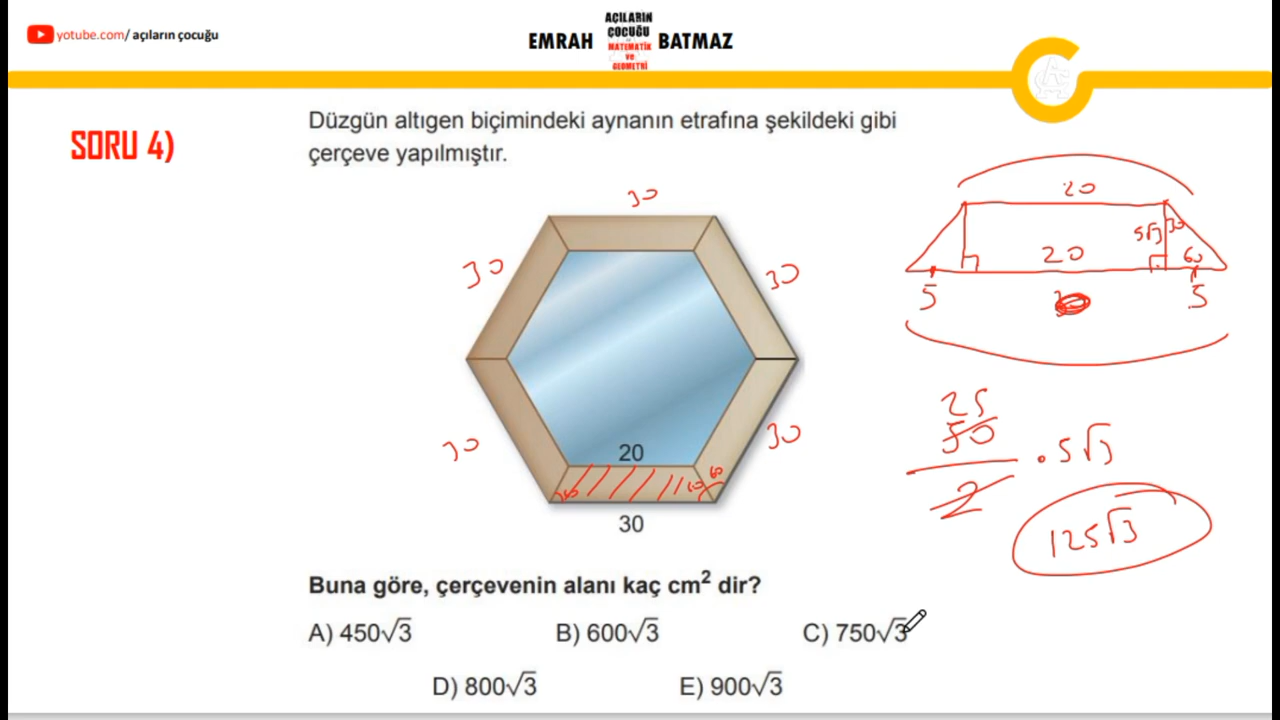 yotube.com/ açıların çocuğu
EMRAH
AÇILARIN
ÇOCUĞU
MATEMATİK
ve
GEOMETRİ
BATMAZ
SORU 4)
Düzgün altıgen biçimindeki aynanın etrafına şekildeki gibi
çerçeve yapılmıştır.
30
30
30
30
30
20
60
60
60
30
20
5√3
30
20
60
5
5
25
50
2
. 5√3
125√3
Buna göre, çerçevenin alanı kaç cm² dir?
A) 450√3 B) 600√3 C) 750√3
D) 800√3 E) 900√3